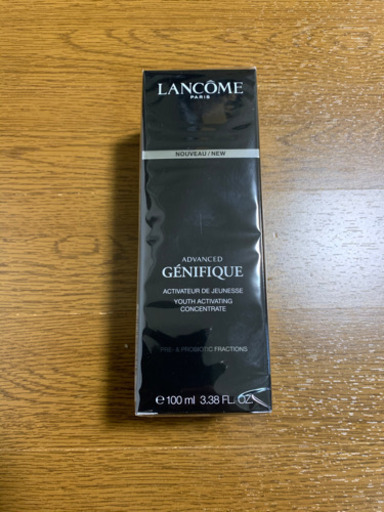 LANCÔME
PARIS
NOUVEAU / NEW
ADVANCED
GÉNIFIQUE
ACTIVATEUR DE JEUNESSE
YOUTH ACTIVATING
CONCENTRATE
PRE- & PROBIOTIC FRACTIONS
℮ 100 ml 3.38 FL. OZ.